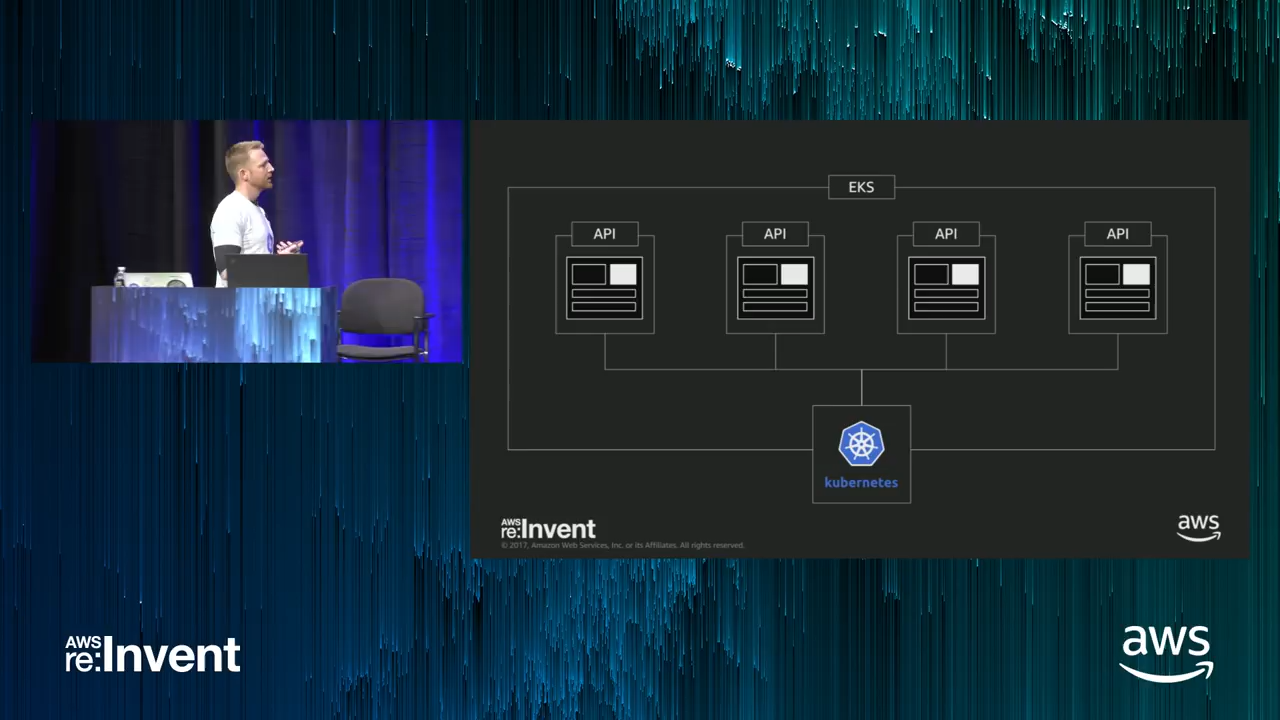 EKS
API
API
API
API
kubernetes
AWS
re:Invent
© 2017, Amazon Web Services, Inc. or its Affiliates. All rights reserved.
aws
AWS
re:Invent
aws